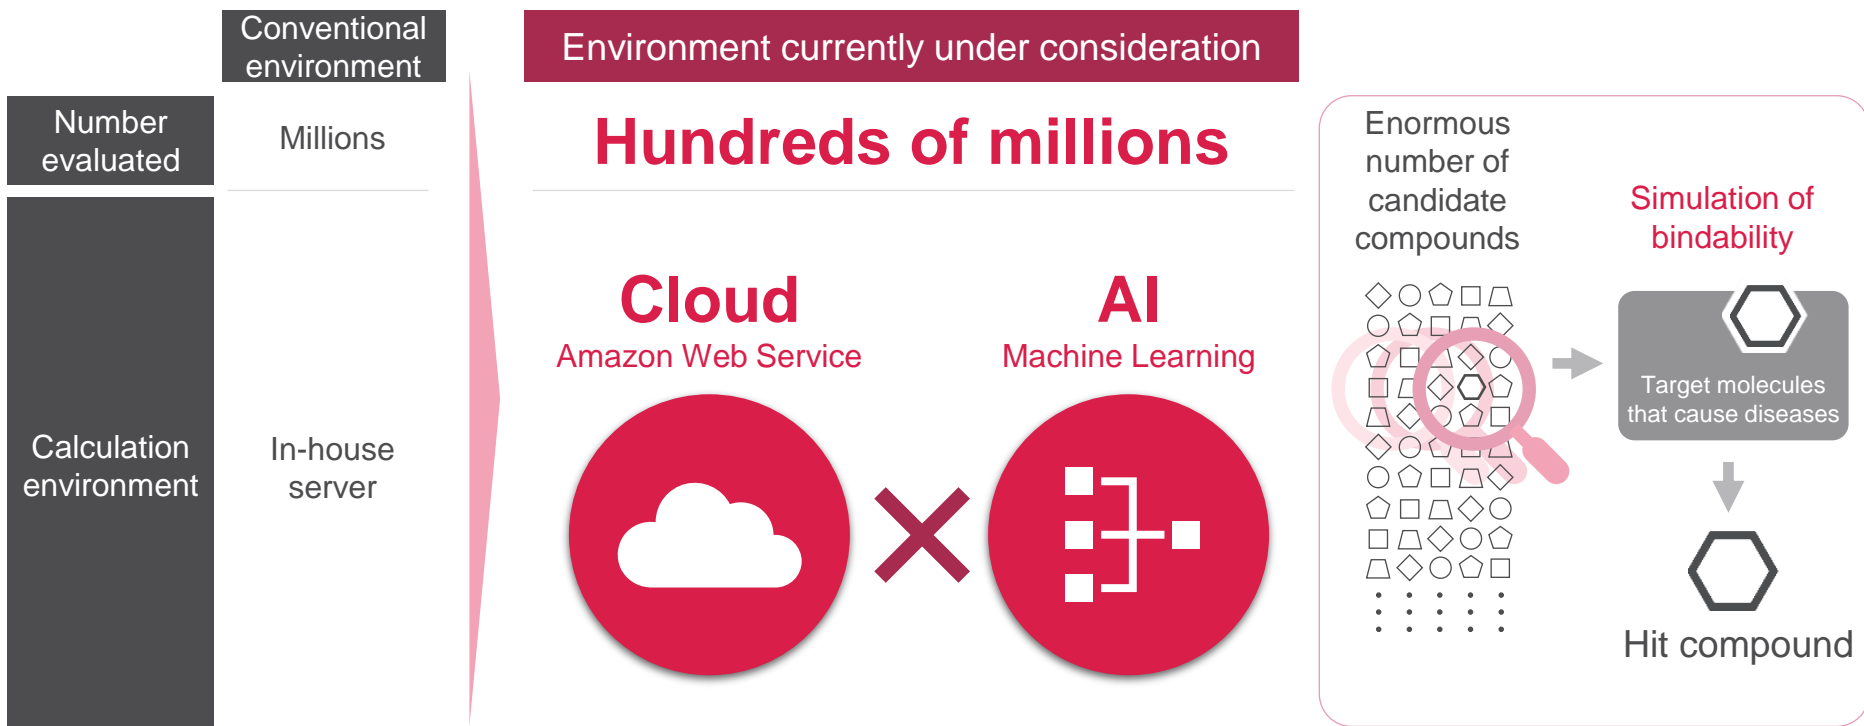 Conventional
environment
Environment currently under consideration
Number
evaluated
Millions
Hundreds of millions
Calculation
environment
In-house
server
Cloud
Amazon Web Service
AI
Machine Learning
Enormous
number of
candidate
compounds
Simulation of
bindability
Target molecules
that cause diseases
Hit compound